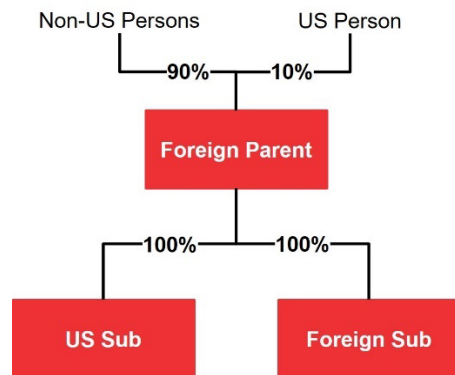 Non-US Persons
US Person
90%
10%
Foreign Parent
100%
100%
US Sub
Foreign Sub